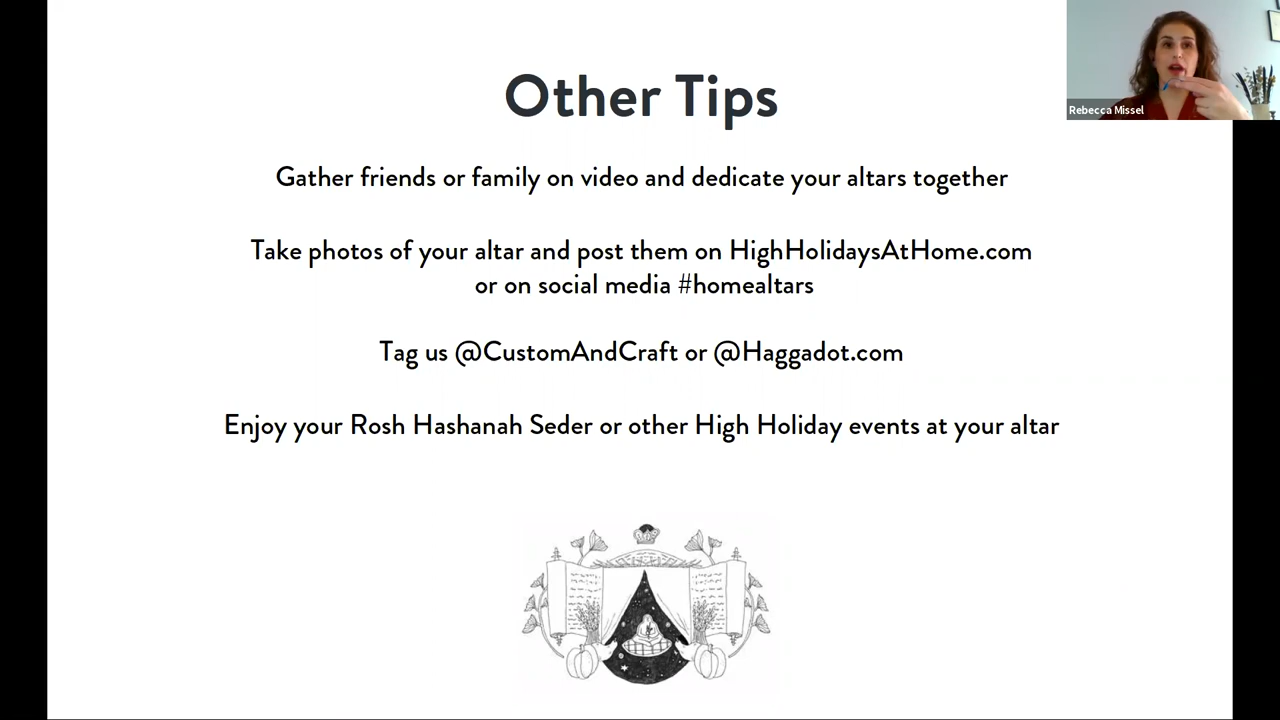 Other Tips
Rebecca Missel
Gather friends or family on video and dedicate your altars together
Take photos of your altar and post them on HighHolidaysAtHome.com
or on social media #homealtars
Tag us @CustomAndCraft or @Haggadot.com
Enjoy your Rosh Hashanah Seder or other High Holiday events at your altar